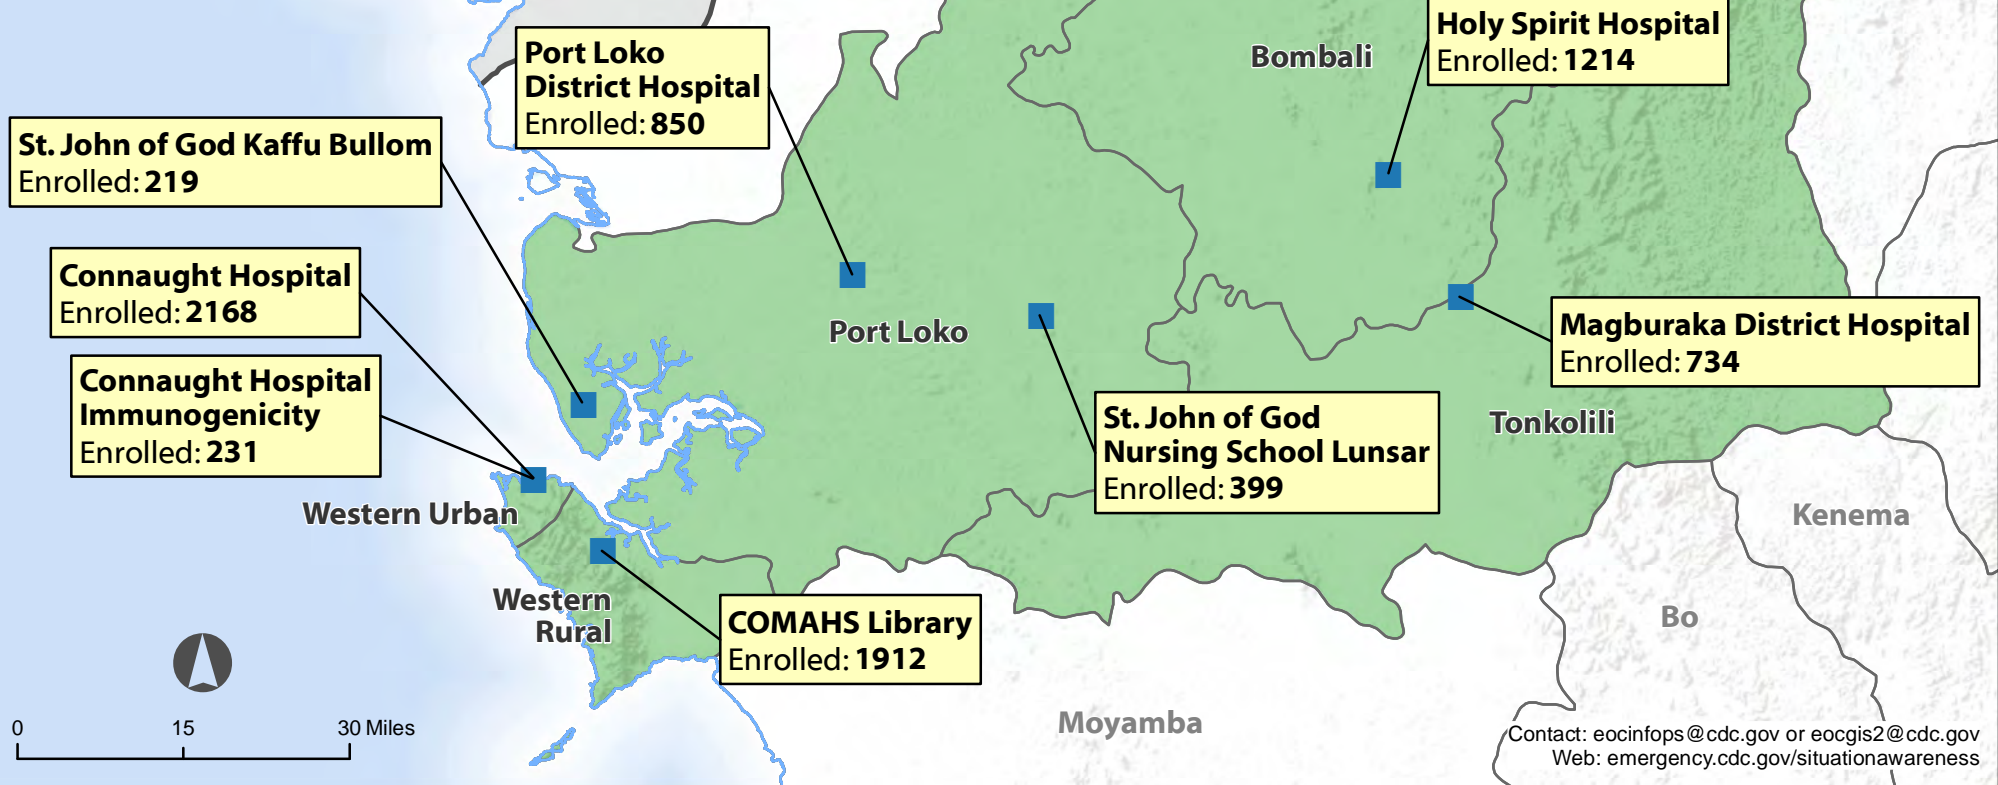 Holy Spirit Hospital
Enrolled: 1214
Port Loko
District Hospital
Enrolled: 850
Bombali
St. John of God Kaffu Bullom
Enrolled: 219
Connaught Hospital
Enrolled: 2168
Port Loko
Magburaka District Hospital
Enrolled: 734
Connaught Hospital
Immunogenicity
Enrolled: 231
St. John of God
Nursing School Lunsar
Enrolled: 399
Tonkolili
Western Urban
Kenema
Western
Rural
COMAHS Library
Enrolled: 1912
Bo
Moyamba
0 15 30 Miles
Contact: eocinfops@cdc.gov or eocgis2@cdc.gov
Web: emergency.cdc.gov/situationawareness